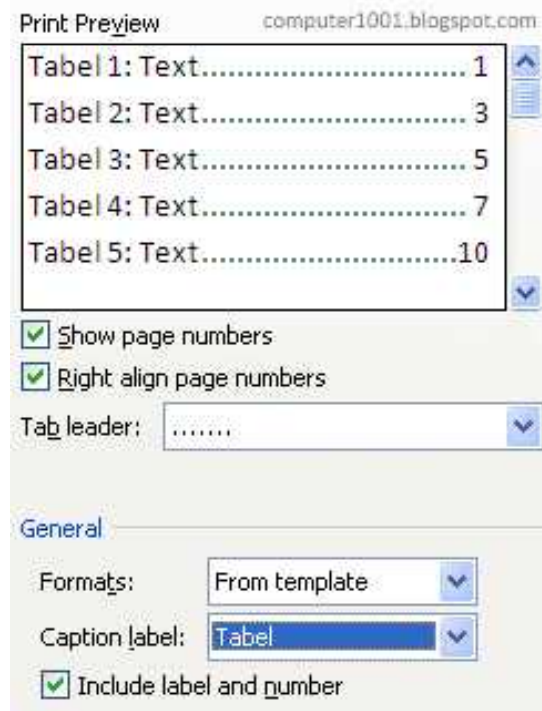 Print Preview computer1001.blogspot.com
Tabel 1: Text................................ 1
Tabel 2: Text................................ 3
Tabel 3: Text................................ 5
Tabel 4: Text................................ 7
Tabel 5: Text...............................10
Show page numbers
Right align page numbers
Tab leader: .......
General
Formats: From template
Caption label: Tabel
Include label and number